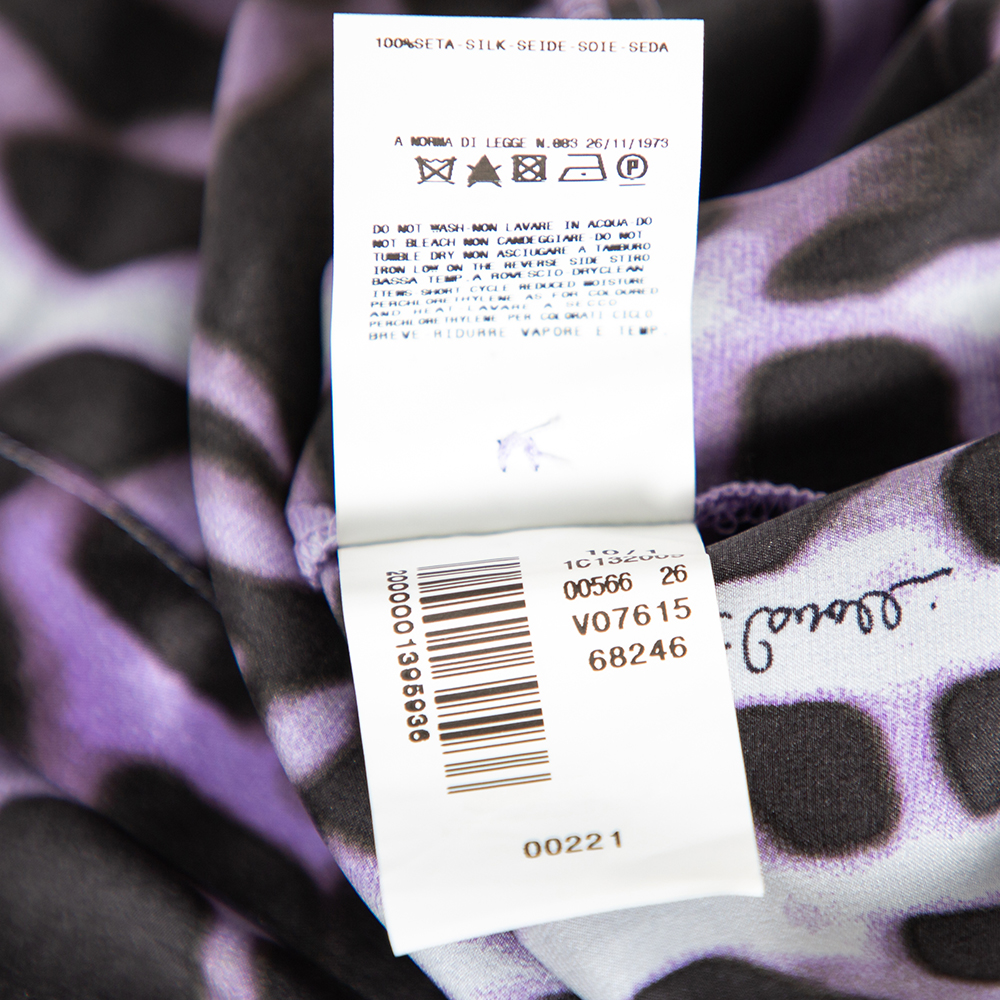 100%SETA-SILK-SEIDE-SOIE-SEDA
A NORMA DI LEGGE N.883 26/11/1973
P
DO NOT WASH-NON LAVARE IN ACQUA-DO
NOT BLEACH NON CANDEGGIARE DO NOT
TUMBLE DRY NON ASCIUGARE A TAMBURO
IRON LOW ON THE REVERSE SIDE STIRO
BASSA TEMP.A ROVESCIO DRYCLEAN
ITEMS SHORT CYCLE REDUCED MOISTURE
PERCHLORETHYLENE AS FOR COLOURED
AND HEAT LAVARE A SECCO
PERCHLORETHYLENE PER COLORATI CICLO
BREVE RIDURRE VAPORE E TEMP.
10/1
00566 26
V07615
68246
2000001395936
00221